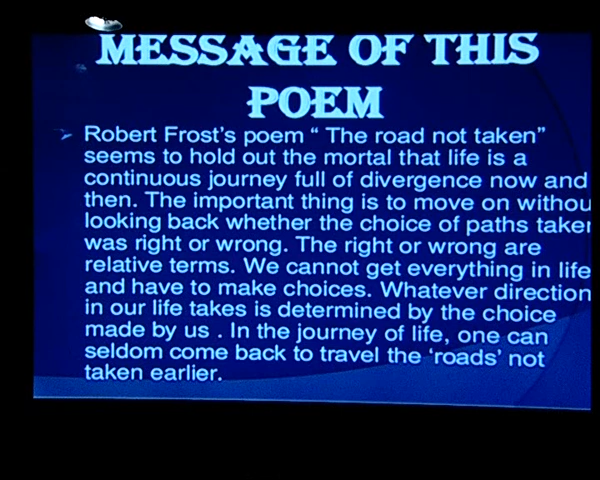 MESSAGE OF THIS
POEM
Robert Frost's poem “ The road not taken”
seems to hold out the mortal that life is a
continuous journey full of divergence now and
then. The important thing is to move on withou
looking back whether the choice of paths taken
was right or wrong. The right or wrong are
relative terms. We cannot get everything in life
and have to make choices. Whatever direction
in our life takes is determined by the choice
made by us . In the journey of life, one can
seldom come back to travel the ‘roads’ not
taken earlier.